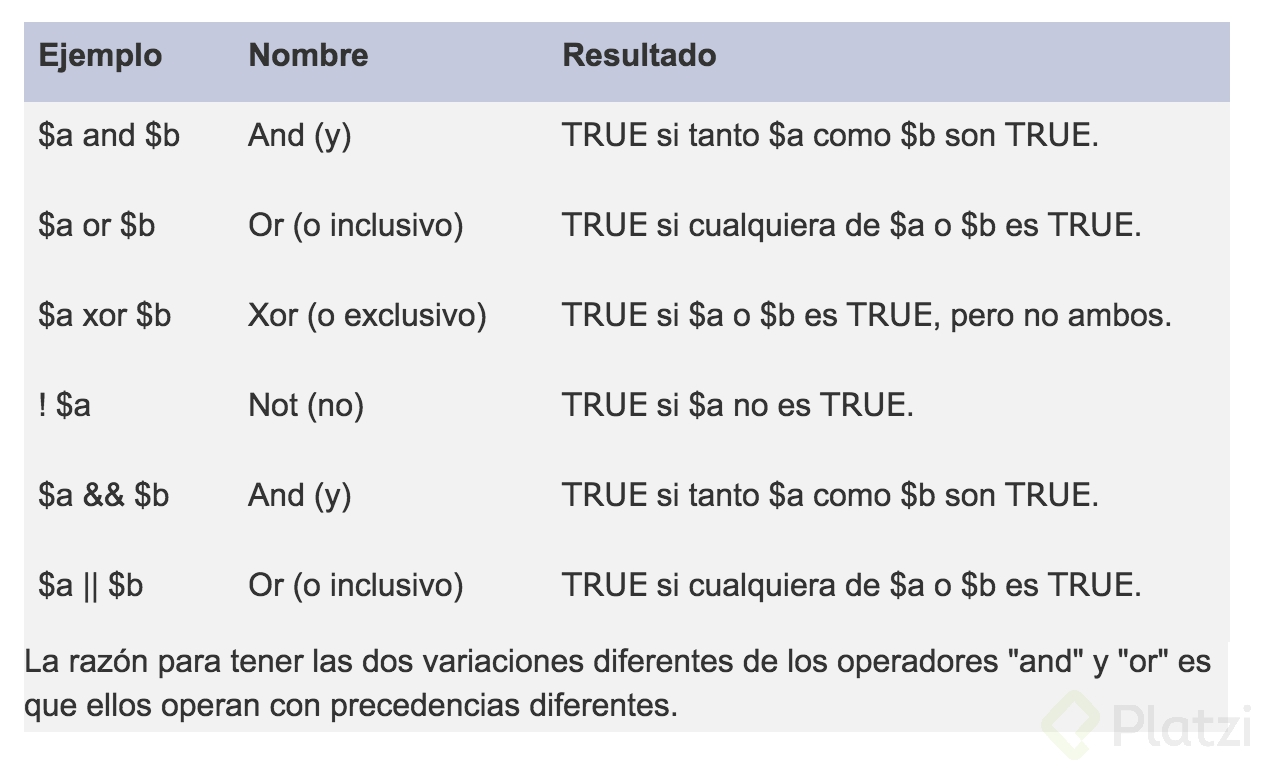 Ejemplo Nombre Resultado
$a and $b And (y) TRUE si tanto $a como $b son TRUE.
$a or $b Or (o inclusivo) TRUE si cualquiera de $a o $b es TRUE.
$a xor $b Xor (o exclusivo) TRUE si $a o $b es TRUE, pero no ambos.
! $a Not (no) TRUE si $a no es TRUE.
$a && $b And (y) TRUE si tanto $a como $b son TRUE.
$a || $b Or (o inclusivo) TRUE si cualquiera de $a o $b es TRUE.
La razón para tener las dos variaciones diferentes de los operadores "and" y "or" es
que ellos operan con precedencias diferentes.
Platzi